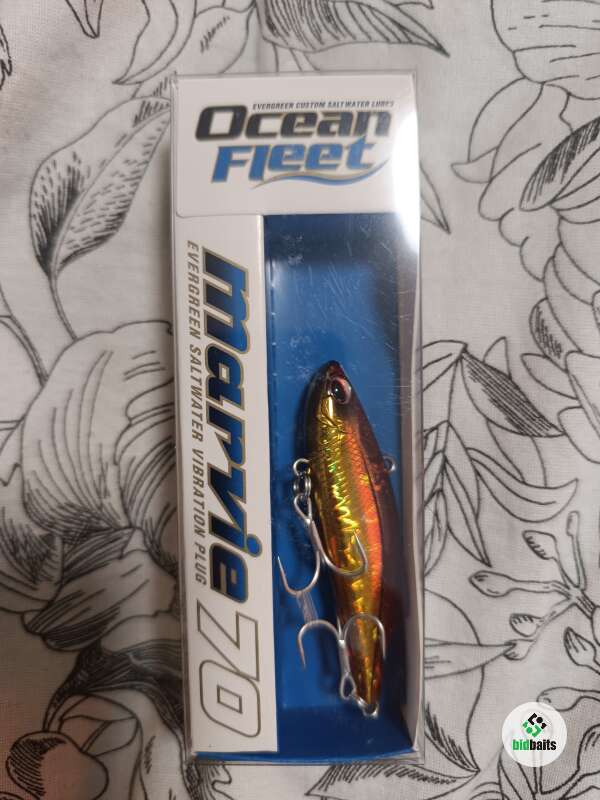 EVERGREEN CUSTOM SALTWATER LURES
Ocean
Fleet
marvie 70
EVERGREEN SALTWATER VIBRATION PLUG
bidbaits